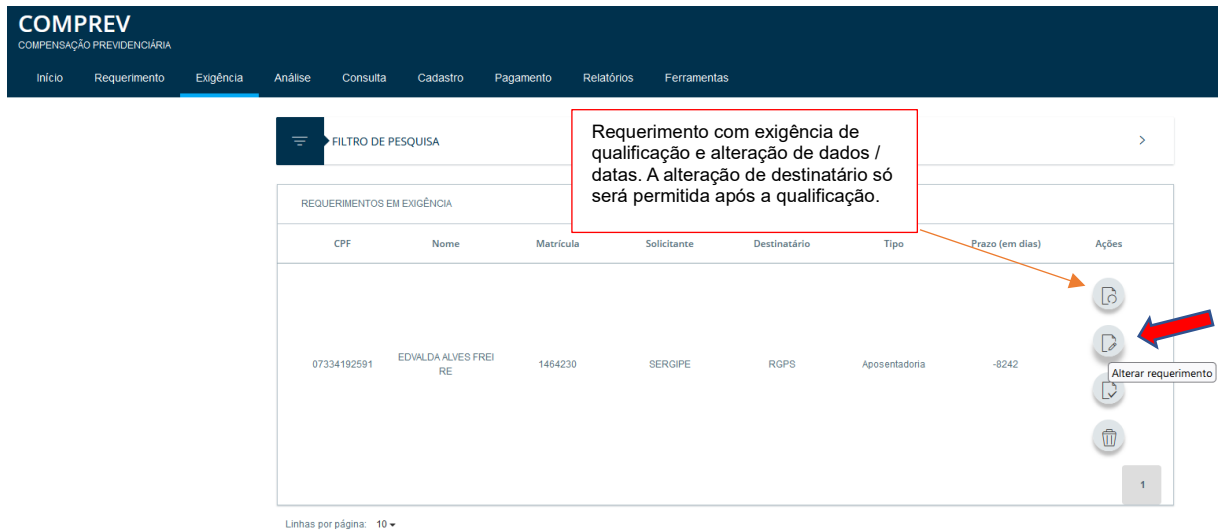 COMPREV
COMPENSAÇÃO PREVIDENCIÁRIA
Início Requerimento Exigência Análise Consulta Cadastro Pagamento Relatórios Ferramentas
FILTRO DE PESQUISA
Requerimento com exigência de
qualificação e alteração de dados /
datas. A alteração de destinatário só
será permitida após a qualificação.
REQUERIMENTOS EM EXIGÊNCIA
CPF Nome Matrícula Solicitante Destinatário Tipo Prazo (em dias) Ações
07334192591 EDVALDA ALVES FREI 1464230 SERGIPE RGPS Aposentadoria -8242
RE
Alterar requerimento
1
Linhas por página: 10